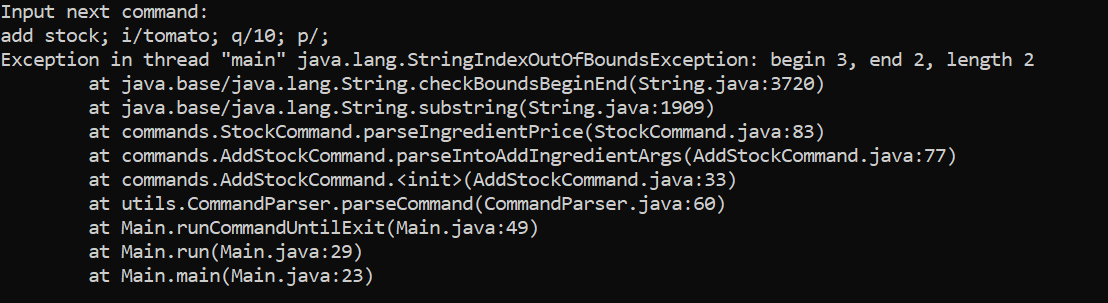 Input next command:
add stock; i/tomato; q/10; p/;
Exception in thread "main" java.lang.StringIndexOutOfBoundsException: begin 3, end 2, length 2
        at java.base/java.lang.String.checkBoundsBeginEnd(String.java:3720)
        at java.base/java.lang.String.substring(String.java:1909)
        at commands.StockCommand.parseIngredientPrice(StockCommand.java:83)
        at commands.AddStockCommand.parseIntoAddIngredientArgs(AddStockCommand.java:77)
        at commands.AddStockCommand.<init>(AddStockCommand.java:33)
        at utils.CommandParser.parseCommand(CommandParser.java:60)
        at Main.runCommandUntilExit(Main.java:49)
        at Main.run(Main.java:29)
        at Main.main(Main.java:23)